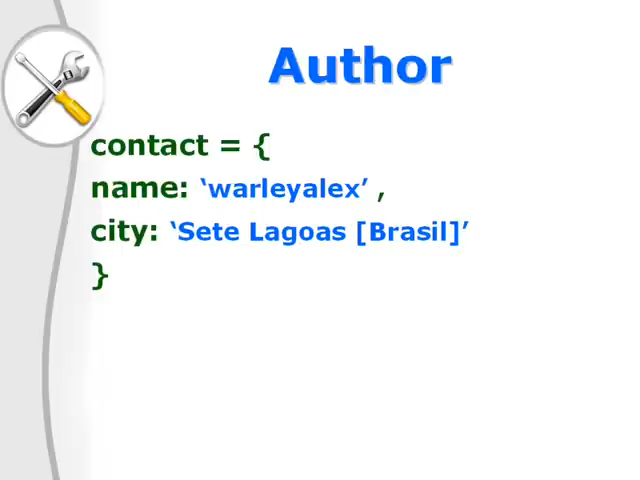 Author
contact = {
name: ‘warleyalex’ ,
city: ‘Sete Lagoas [Brasil]’
}